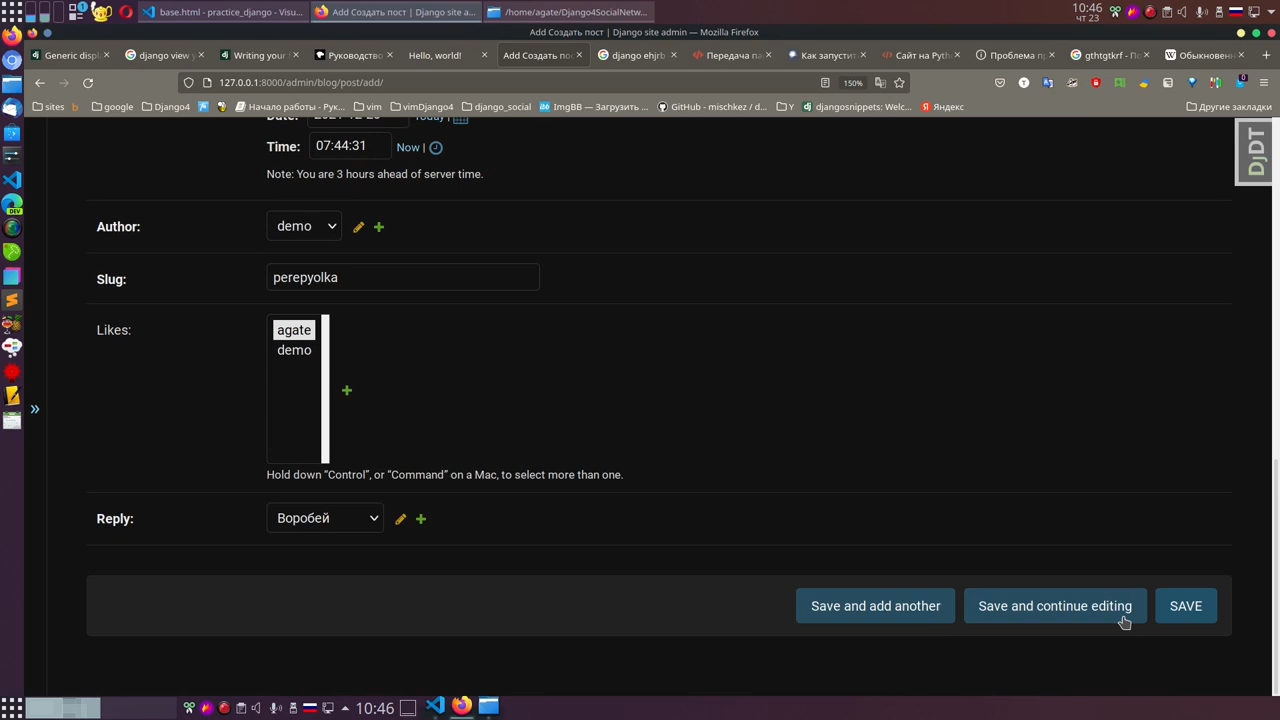 base.html - practice_django - Visu...
Add Создать пост | Django site a...
/home/agate/Django4SocialNetw...
10:46
чт 23
Add Создать пост | Django site admin — Mozilla Firefox
Generic displ
django view y
Writing your
Руководство
Hello, world!
Add Создать пос
django ehjrb
Передача па
Как запустит
Сайт на Pyth
Проблема пр
gthtgtkrf - По
Обыкновенн
127.0.0.1:8000/admin/blog/post/add/
150%
sites
b
google
Django4
Начало работы - Рук...
vim
vimDjango4
django_social
ImgBB — Загрузить ...
GitHub - mischkez / d...
Y
djangosnippets: Welc...
Яндекс
Другие закладки
Date:
Today |
Time: 07:44:31 Now |
Note: You are 3 hours ahead of server time.
DjDT
Author: demo
Slug: perepyolka
Likes: agate
demo
Hold down “Control”, or “Command” on a Mac, to select more than one.
Reply: Воробей
Save and add another
Save and continue editing
SAVE
10:46